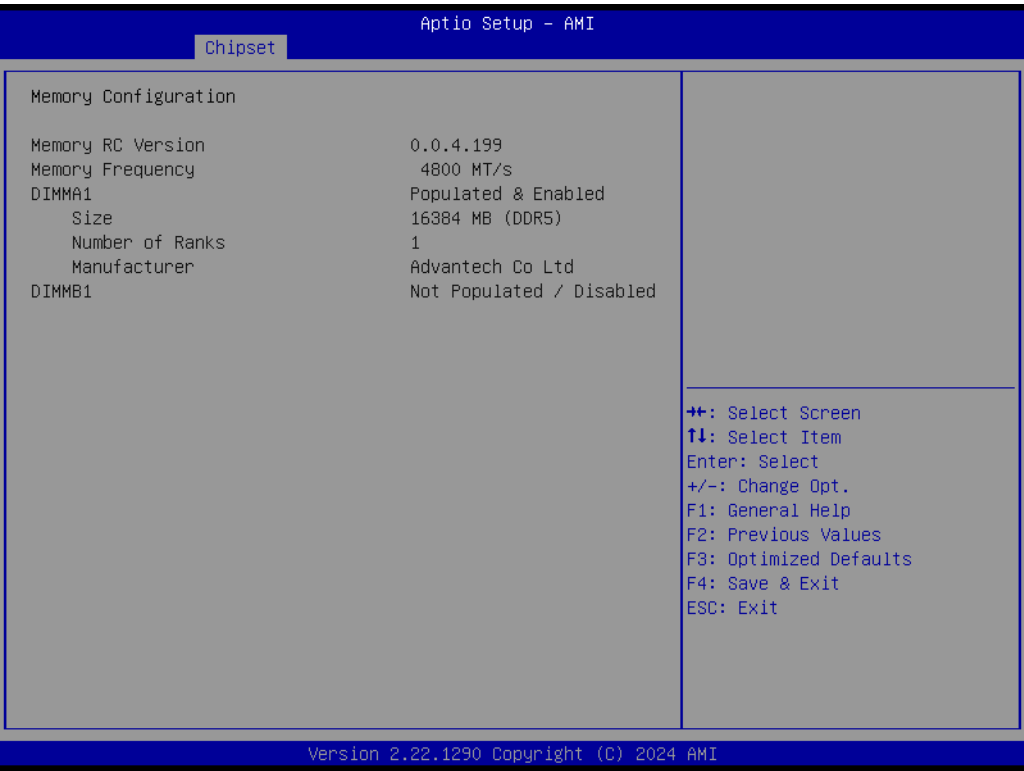 Aptio Setup - AMI
Chipset
Memory Configuration
Memory RC Version 0.0.4.199
Memory Frequency 4800 MT/s
DIMMA1 Populated & Enabled
Size 16384 MB (DDR5)
Number of Ranks 1
Manufacturer Advantech Co Ltd
DIMMB1 Not Populated / Disabled
→←: Select Screen
↑↓: Select Item
Enter: Select
+/-: Change Opt.
F1: General Help
F2: Previous Values
F3: Optimized Defaults
F4: Save & Exit
ESC: Exit
Version 2.22.1290 Copyright (C) 2024 AMI